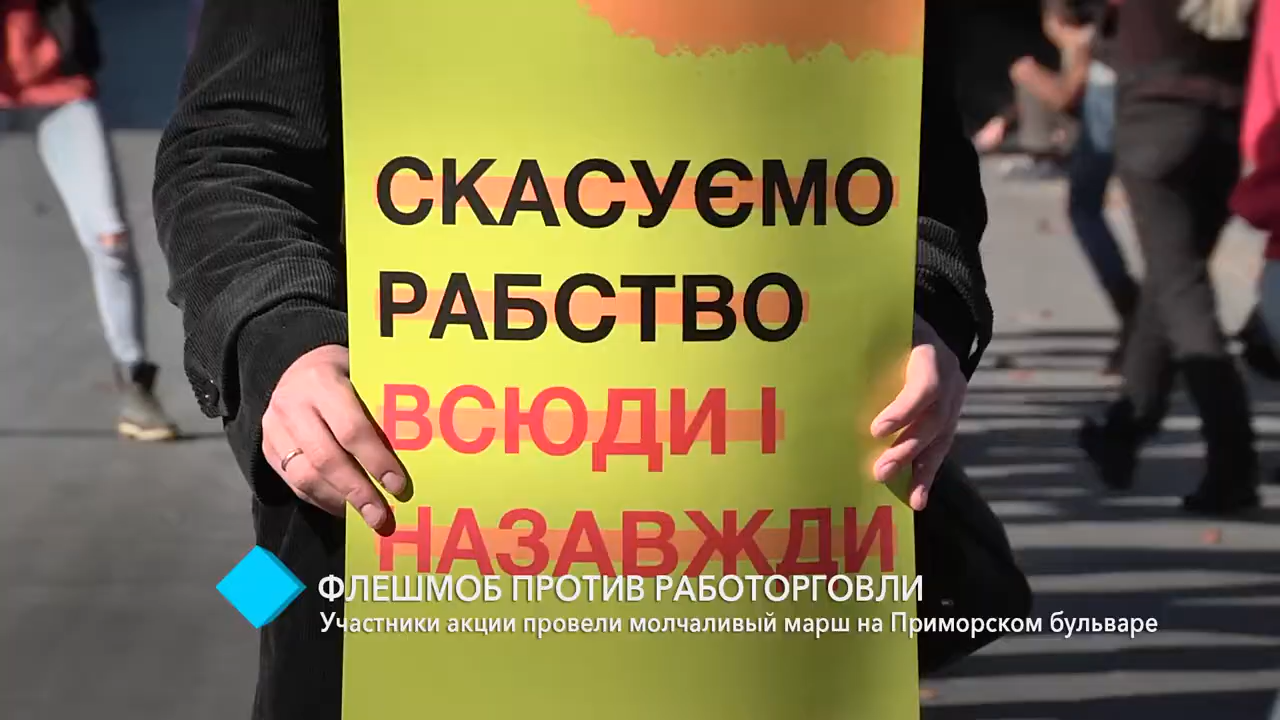 СКАСУЄМО
РАБСТВО
ВСЮДИ І
НАЗАВЖДИ
ФЛЕШМОБ ПРОТИВ РАБОТОРГОВЛИ
Участники акции провели молчаливый марш на Приморском бульваре